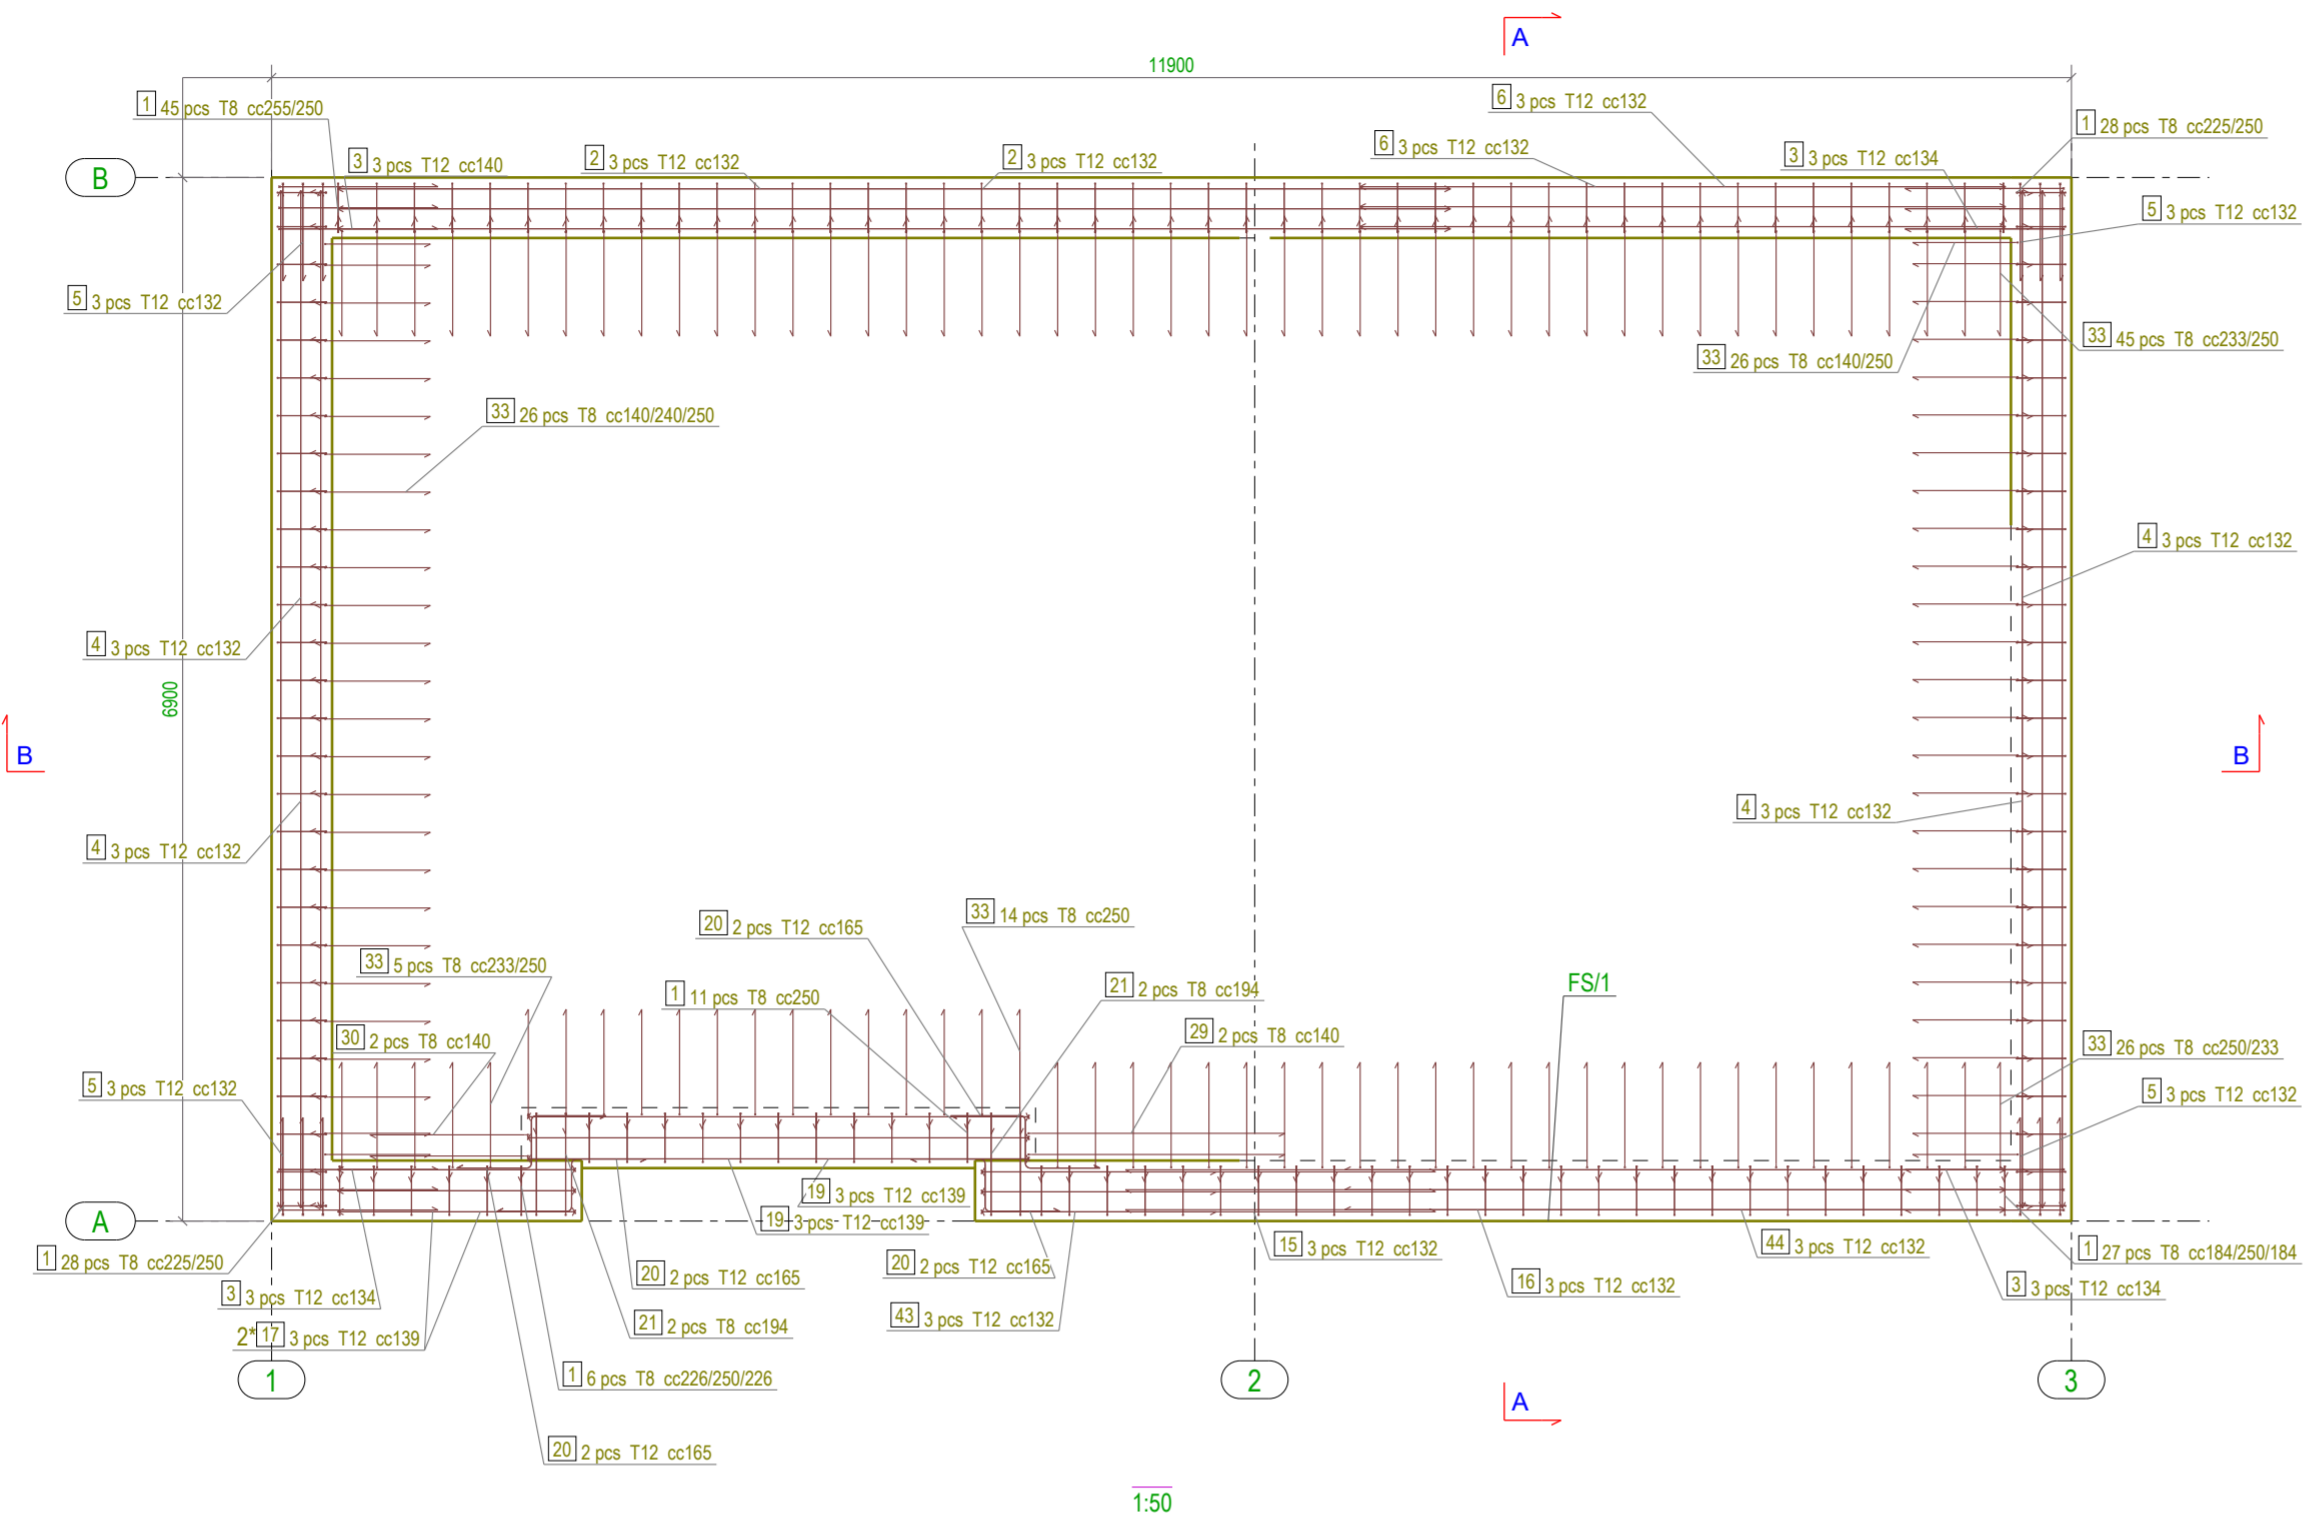 A
11900
1 45 pcs T8 cc255/250
6 3 pcs T12 cc132
1 28 pcs T8 cc225/250
3 3 pcs T12 cc140
2 3 pcs T12 cc132
2 3 pcs T12 cc132
6 3 pcs T12 cc132
3 3 pcs T12 cc134
B
5 3 pcs T12 cc132
5 3 pcs T12 cc132
33 45 pcs T8 cc233/250
33 26 pcs T8 cc140/250
33 26 pcs T8 cc140/240/250
4 3 pcs T12 cc132
4 3 pcs T12 cc132
6900
B
B
4 3 pcs T12 cc132
4 3 pcs T12 cc132
33 14 pcs T8 cc250
20 2 pcs T12 cc165
33 5 pcs T8 cc233/250
FS/1
21 2 pcs T8 cc194
1 11 pcs T8 cc250
30 2 pcs T8 cc140
29 2 pcs T8 cc140
33 26 pcs T8 cc250/233
5 3 pcs T12 cc132
5 3 pcs T12 cc132
19 3 pcs T12 cc139
19 3 pcs T12 cc139
A
1 28 pcs T8 cc225/250
20 2 pcs T12 cc165
20 2 pcs T12 cc165
15 3 pcs T12 cc132
44 3 pcs T12 cc132
1 27 pcs T8 cc184/250/184
3 3 pcs T12 cc134
16 3 pcs T12 cc132
3 3 pcs T12 cc134
43 3 pcs T12 cc132
21 2 pcs T8 cc194
2* 17 3 pcs T12 cc139
1 6 pcs T8 cc226/250/226
1
2
3
A
20 2 pcs T12 cc165
1:50